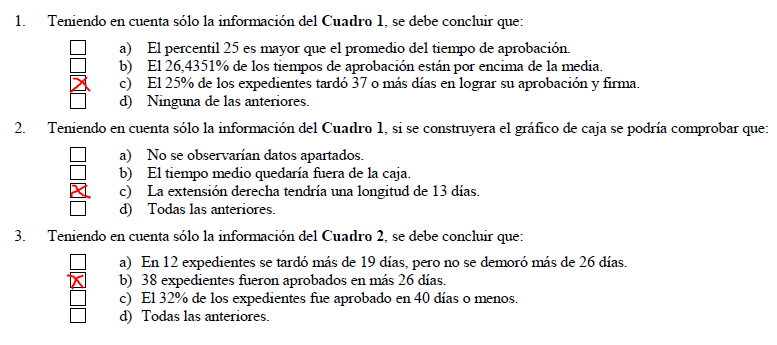 1. Teniendo en cuenta sólo la información del Cuadro 1, se debe concluir que:
a) El percentil 25 es mayor que el promedio del tiempo de aprobación.
b) El 26,4351% de los tiempos de aprobación están por encima de la media.
c) El 25% de los expedientes tardó 37 o más días en lograr su aprobación y firma.
d) Ninguna de las anteriores.
2. Teniendo en cuenta sólo la información del Cuadro 1, si se construyera el gráfico de caja se podría comprobar que:
a) No se observarían datos apartados.
b) El tiempo medio quedaría fuera de la caja.
c) La extensión derecha tendría una longitud de 13 días.
d) Todas las anteriores.
3. Teniendo en cuenta sólo la información del Cuadro 2, se debe concluir que:
a) En 12 expedientes se tardó más de 19 días, pero no se demoró más de 26 días.
b) 38 expedientes fueron aprobados en más 26 días.
c) El 32% de los expedientes fue aprobado en 40 días o menos.
d) Todas las anteriores.